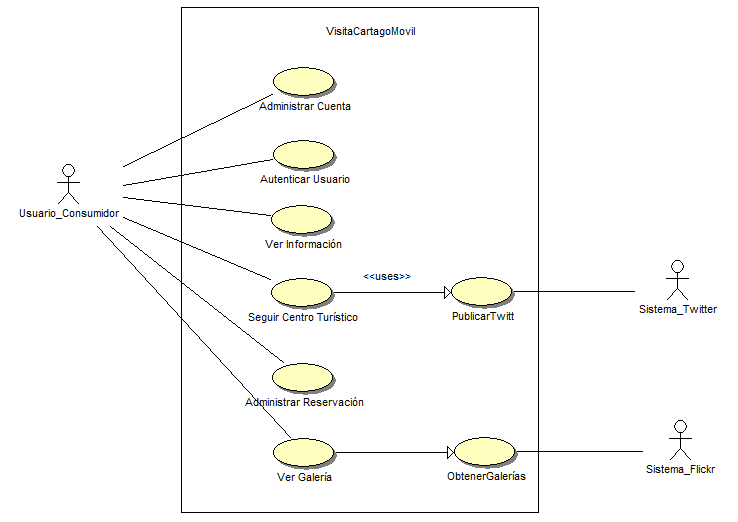 VisitaCartagoMovil
Administrar Cuenta
Autenticar Usuario
Usuario_Consumidor
Ver Información
<<uses>>
Seguir Centro Turístico
PublicarTwitt
Sistema_Twitter
Administrar Reservación
Ver Galería
ObtenerGalerías
Sistema_Flickr